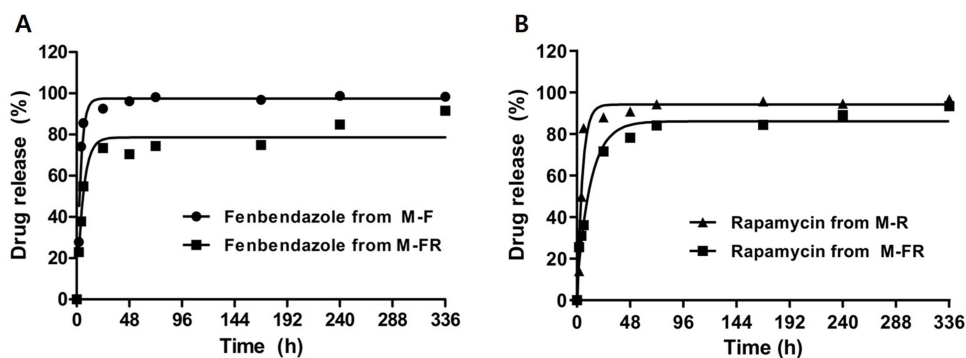 A
Drug release (%)
120
100
80
60
40
20
0
Fenbendazole from M-F
Fenbendazole from M-FR
0 48 96 144 192 240 288 336
Time (h)
B
Drug release (%)
120
100
80
60
40
20
0
Rapamycin from M-R
Rapamycin from M-FR
0 48 96 144 192 240 288 336
Time (h)